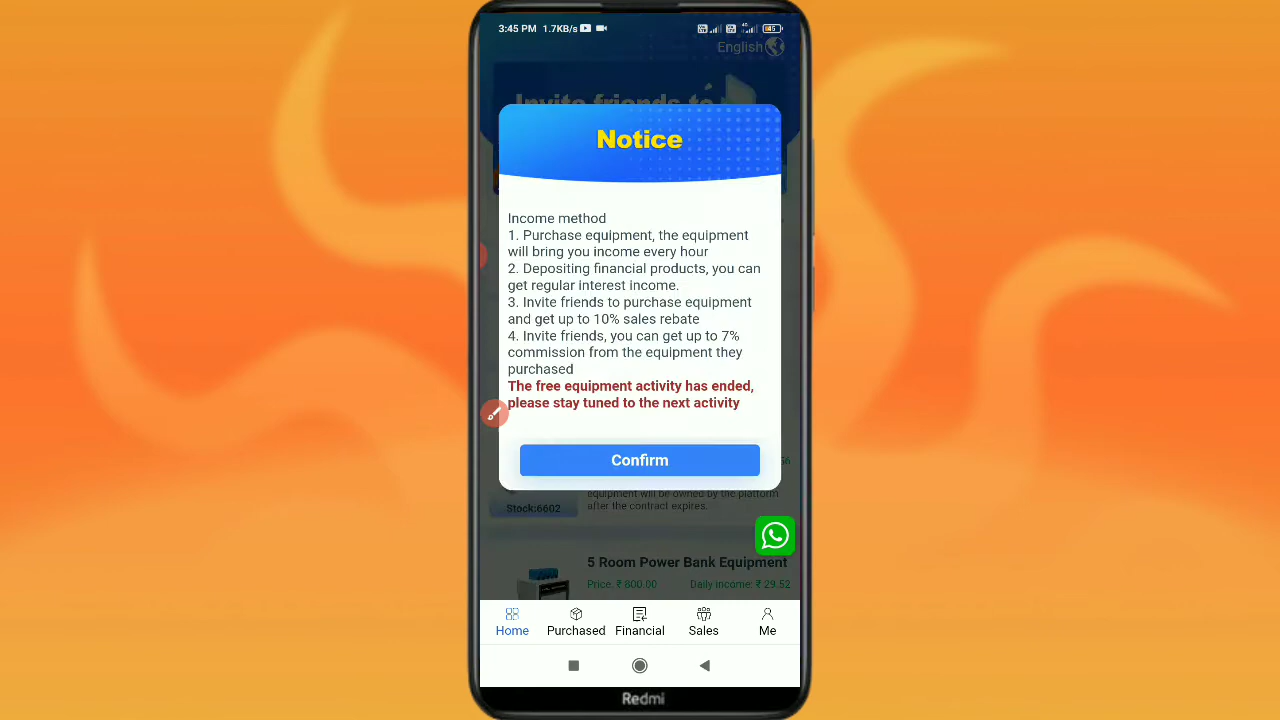 3:45 PM 1.7KB/s
English
Invite friends to
Notice
Income method
1. Purchase equipment, the equipment
will bring you income every hour
2. Depositing financial products, you can
get regular interest income.
3. Invite friends to purchase equipment
and get up to 10% sales rebate
4. Invite friends, you can get up to 7%
commission from the equipment they
purchased
The free equipment activity has ended,
please stay tuned to the next activity
Confirm
56
equipment will be owned by the platform
after the contract expires.
Stock:6602
5 Room Power Bank Equipment
Price: ₹ 800.00 Daily income: ₹ 29.52
Home Purchased Financial Sales Me
Redmi